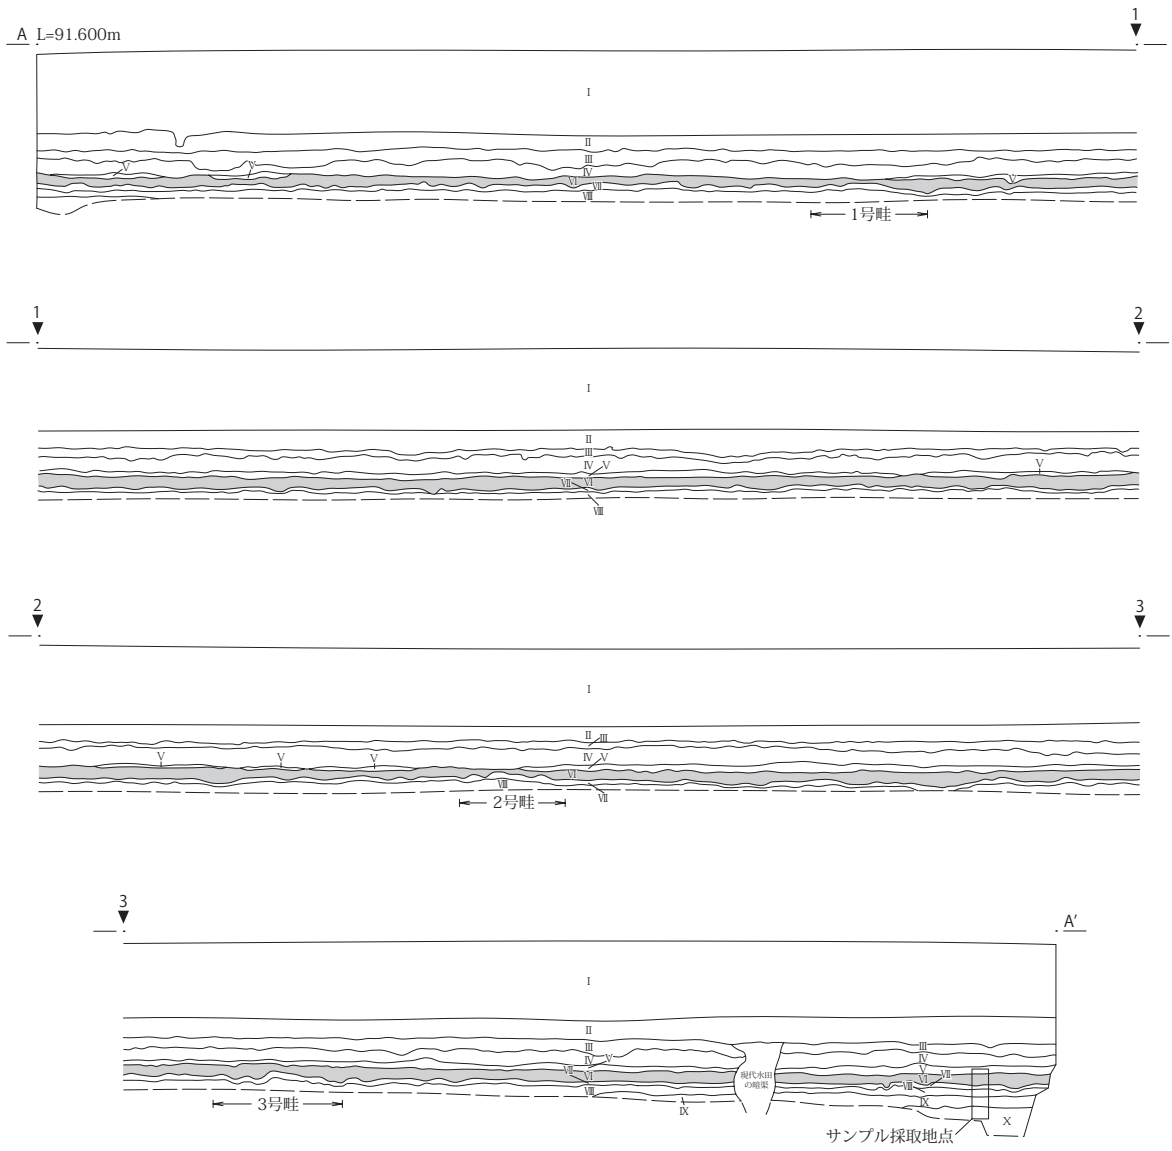 A L=91.600m
1
Ⅰ
Ⅱ
Ⅲ
Ⅴ Ⅴ
Ⅳ
Ⅵ Ⅶ Ⅴ
Ⅷ
1号畦
1 2
Ⅰ
Ⅱ
Ⅲ
Ⅳ Ⅴ Ⅴ
Ⅶ Ⅵ
Ⅷ
2 3
Ⅰ
Ⅱ Ⅲ
Ⅴ Ⅴ Ⅴ Ⅳ Ⅴ
Ⅵ
Ⅷ
2号畦 Ⅶ
3 A′
Ⅰ
Ⅱ
Ⅲ Ⅲ
Ⅳ Ⅴ Ⅳ
Ⅶ Ⅴ
Ⅵ 現代水田 Ⅵ Ⅶ
の暗渠 Ⅷ
Ⅷ
3号畦 Ⅸ Ⅸ
Ⅹ
サンプル採取地点